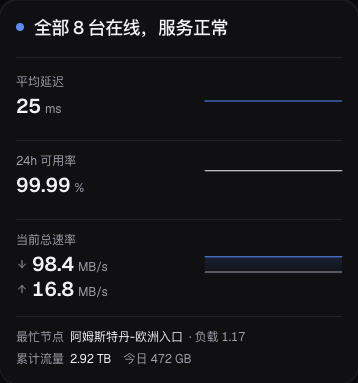 全部 8 台在线，服务正常
平均延迟
25 ms
24h 可用率
99.99 %
当前总速率
↓ 98.4 MB/s
↑ 16.8 MB/s
最忙节点 阿姆斯特丹-欧洲入口 · 负载 1.17
累计流量 2.92 TB 今日 472 GB